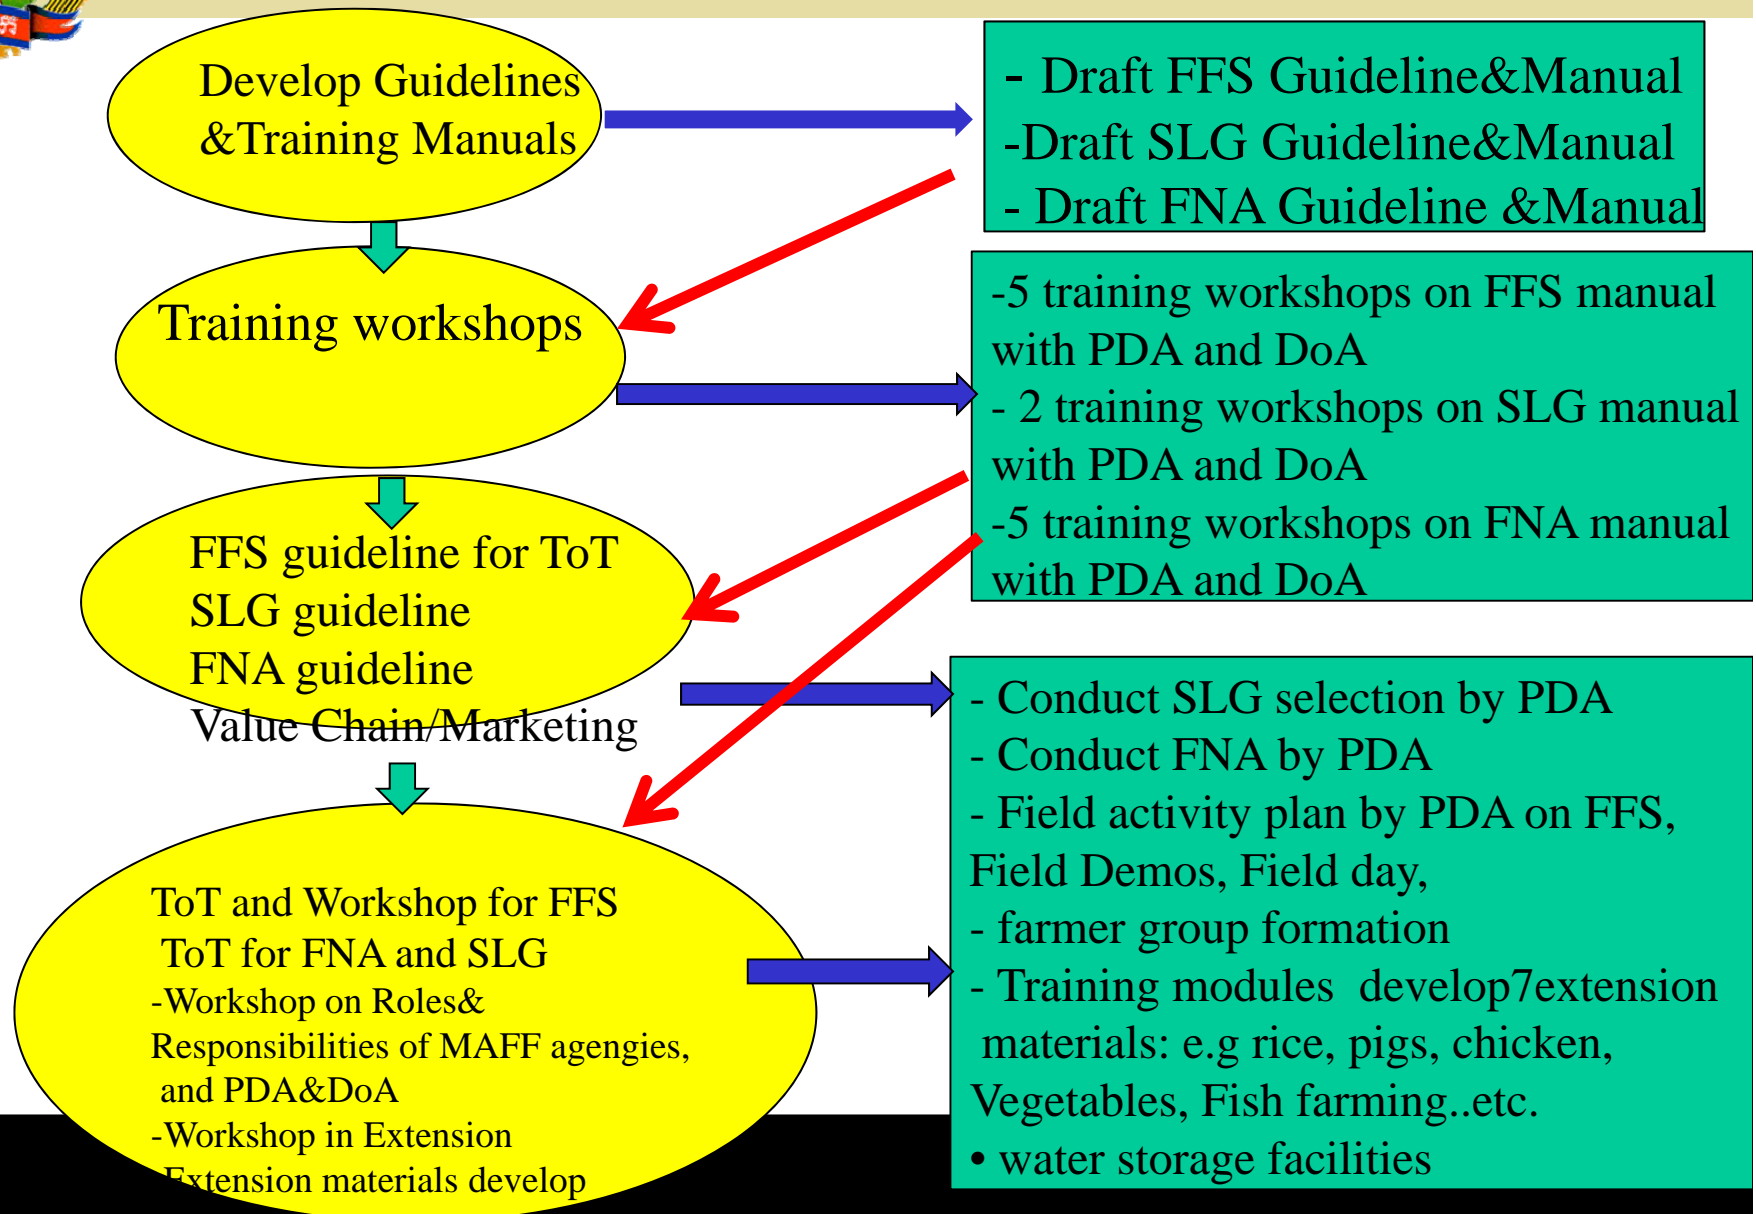 Develop Guidelines
&Training Manuals
- Draft FFS Guideline&Manual
-Draft SLG Guideline&Manual
- Draft FNA Guideline &Manual
Training workshops
-5 training workshops on FFS manual
with PDA and DoA
- 2 training workshops on SLG manual
with PDA and DoA
-5 training workshops on FNA manual
with PDA and DoA
FFS guideline for ToT
SLG guideline
FNA guideline
Value Chain/Marketing
- Conduct SLG selection by PDA
- Conduct FNA by PDA
- Field activity plan by PDA on FFS,
Field Demos, Field day,
- farmer group formation
- Training modules develop7extension
materials: e.g rice, pigs, chicken,
Vegetables, Fish farming..etc.
• water storage facilities
ToT and Workshop for FFS
ToT for FNA and SLG
-Workshop on Roles&
Responsibilities of MAFF agengies,
and PDA&DoA
-Workshop in Extension
-Extension materials develop